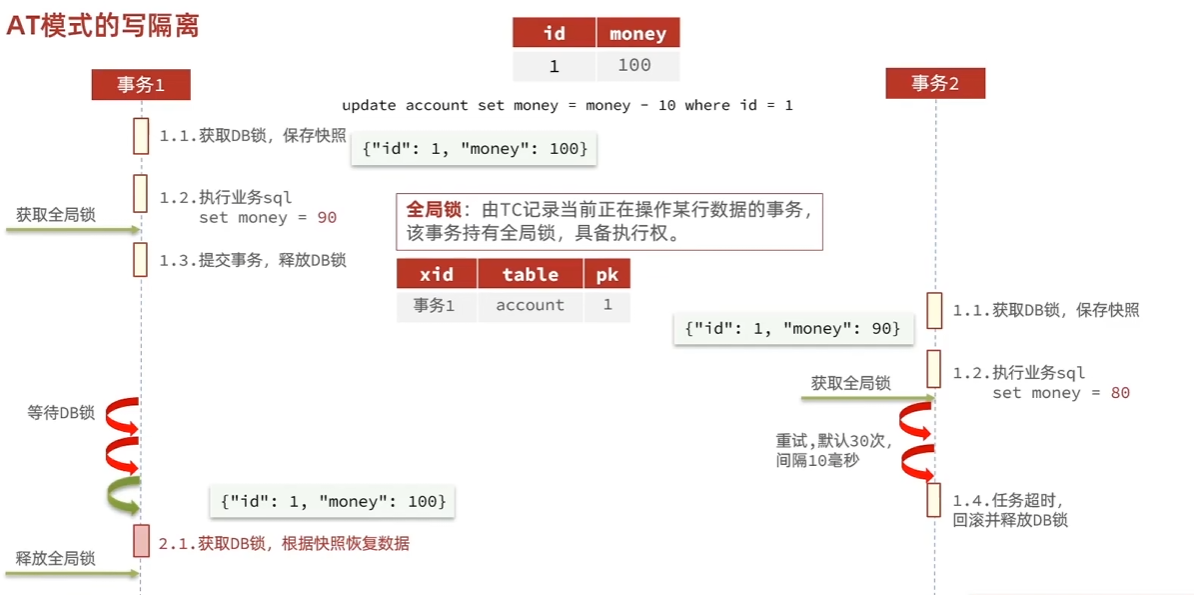 AT模式的写隔离
id money
1 100
事务1
事务2
update account set money = money - 10 where id = 1
1.1.获取DB锁，保存快照
{"id": 1, "money": 100}
1.2.执行业务sql
set money = 90
获取全局锁
全局锁：由TC记录当前正在操作某行数据的事务，
该事务持有全局锁，具备执行权。
1.3.提交事务，释放DB锁
xid table pk
事务1 account 1
1.1.获取DB锁，保存快照
{"id": 1, "money": 90}
1.2.执行业务sql
set money = 80
获取全局锁
等待DB锁
重试,默认30次，
间隔10毫秒
{"id": 1, "money": 100}
1.4.任务超时，
回滚并释放DB锁
2.1.获取DB锁，根据快照恢复数据
释放全局锁